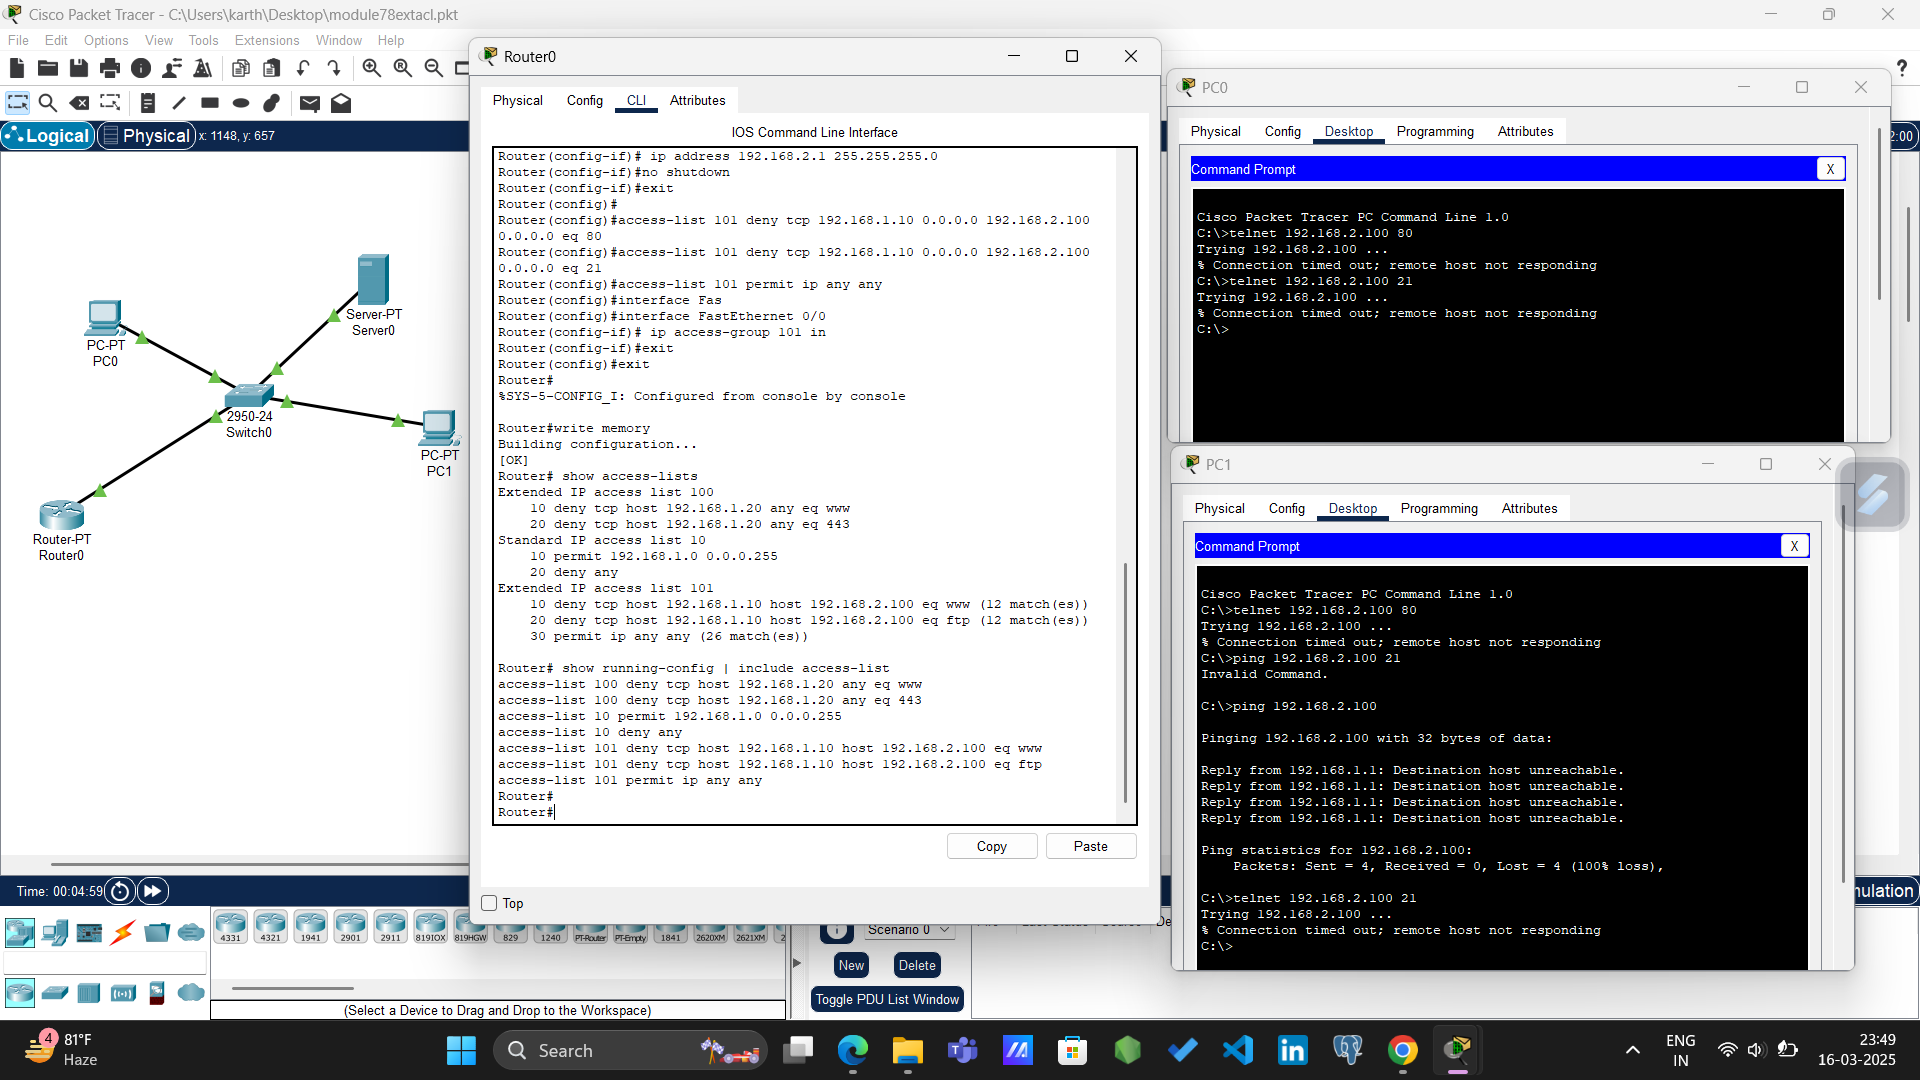 Cisco Packet Tracer - C:\Users\karth\Desktop\module78extacl.pkt
File Edit Options View Tools Extensions Window Help
Logical Physical x: 1148, y: 657
PC-PT
PC0
Server-PT
Server0
2950-24
Switch0
PC-PT
PC1
Router-PT
Router0
Router0
Physical Config CLI Attributes
IOS Command Line Interface
Router(config-if)# ip address 192.168.2.1 255.255.255.0
Router(config-if)#no shutdown
Router(config-if)#exit
Router(config)#
Router(config)#access-list 101 deny tcp 192.168.1.10 0.0.0.0 192.168.2.100
0.0.0.0 eq 80
Router(config)#access-list 101 deny tcp 192.168.1.10 0.0.0.0 192.168.2.100
0.0.0.0 eq 21
Router(config)#access-list 101 permit ip any any
Router(config)#interface Fas
Router(config)#interface FastEthernet 0/0
Router(config-if)# ip access-group 101 in
Router(config-if)#exit
Router(config)#exit
Router#
%SYS-5-CONFIG_I: Configured from console by console
Router#write memory
Building configuration...
[OK]
Router# show access-lists
Extended IP access list 100
10 deny tcp host 192.168.1.20 any eq www
20 deny tcp host 192.168.1.20 any eq 443
Standard IP access list 10
10 permit 192.168.1.0 0.0.0.255
20 deny any
Extended IP access list 101
10 deny tcp host 192.168.1.10 host 192.168.2.100 eq www (12 match(es))
20 deny tcp host 192.168.1.10 host 192.168.2.100 eq ftp (12 match(es))
30 permit ip any any (26 match(es))
Router# show running-config | include access-list
access-list 100 deny tcp host 192.168.1.20 any eq www
access-list 100 deny tcp host 192.168.1.20 any eq 443
access-list 10 permit 192.168.1.0 0.0.0.255
access-list 10 deny any
access-list 101 deny tcp host 192.168.1.10 host 192.168.2.100 eq www
access-list 101 deny tcp host 192.168.1.10 host 192.168.2.100 eq ftp
access-list 101 permit ip any any
Router#
Router#
Copy Paste
Top
PC0
Physical Config Desktop Programming Attributes
Command Prompt X
Cisco Packet Tracer PC Command Line 1.0
C:\>telnet 192.168.2.100 80
Trying 192.168.2.100 ...
% Connection timed out; remote host not responding
C:\>telnet 192.168.2.100 21
Trying 192.168.2.100 ...
% Connection timed out; remote host not responding
C:\>
2:00
PC1
Physical Config Desktop Programming Attributes
Command Prompt X
Cisco Packet Tracer PC Command Line 1.0
C:\>telnet 192.168.2.100 80
Trying 192.168.2.100 ...
% Connection timed out; remote host not responding
C:\>ping 192.168.2.100 21
Invalid Command.
C:\>ping 192.168.2.100
Pinging 192.168.2.100 with 32 bytes of data:
Reply from 192.168.1.1: Destination host unreachable.
Reply from 192.168.1.1: Destination host unreachable.
Reply from 192.168.1.1: Destination host unreachable.
Reply from 192.168.1.1: Destination host unreachable.
Ping statistics for 192.168.2.100:
Packets: Sent = 4, Received = 0, Lost = 4 (100% loss),
C:\>telnet 192.168.2.100 21
Trying 192.168.2.100 ...
% Connection timed out; remote host not responding
C:\>
Time: 00:04:59
nulation
4331 4321 1941 2901 2911 819IOX 819HGW 829 1240 PT-Router PT-Empty 1841 2620XM 2621XM
(Select a Device to Drag and Drop to the Workspace)
Scenario 0
New Delete
Toggle PDU List Window
4
81°F
Haze
Search
ENG
IN
23:49
16-03-2025